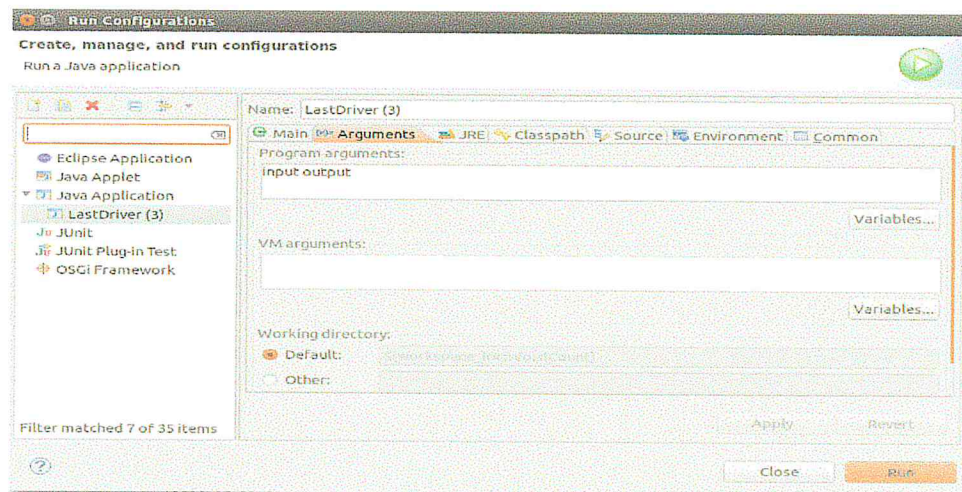 Run Configurations
Create, manage, and run configurations
Run a Java application
Name: LastDriver (3)
Main Arguments JRE Classpath Source Environment Common
Eclipse Application
Java Applet
Java Application
LastDriver (3)
Ju JUnit
JUnit Plug-in Test
OSGi Framework
Filter matched 7 of 35 items
Program arguments:
input output
Variables...
VM arguments:
Variables...
Working directory:
Default: ${workspace_loc:WordCount}
Other:
Apply Revert
Close Run